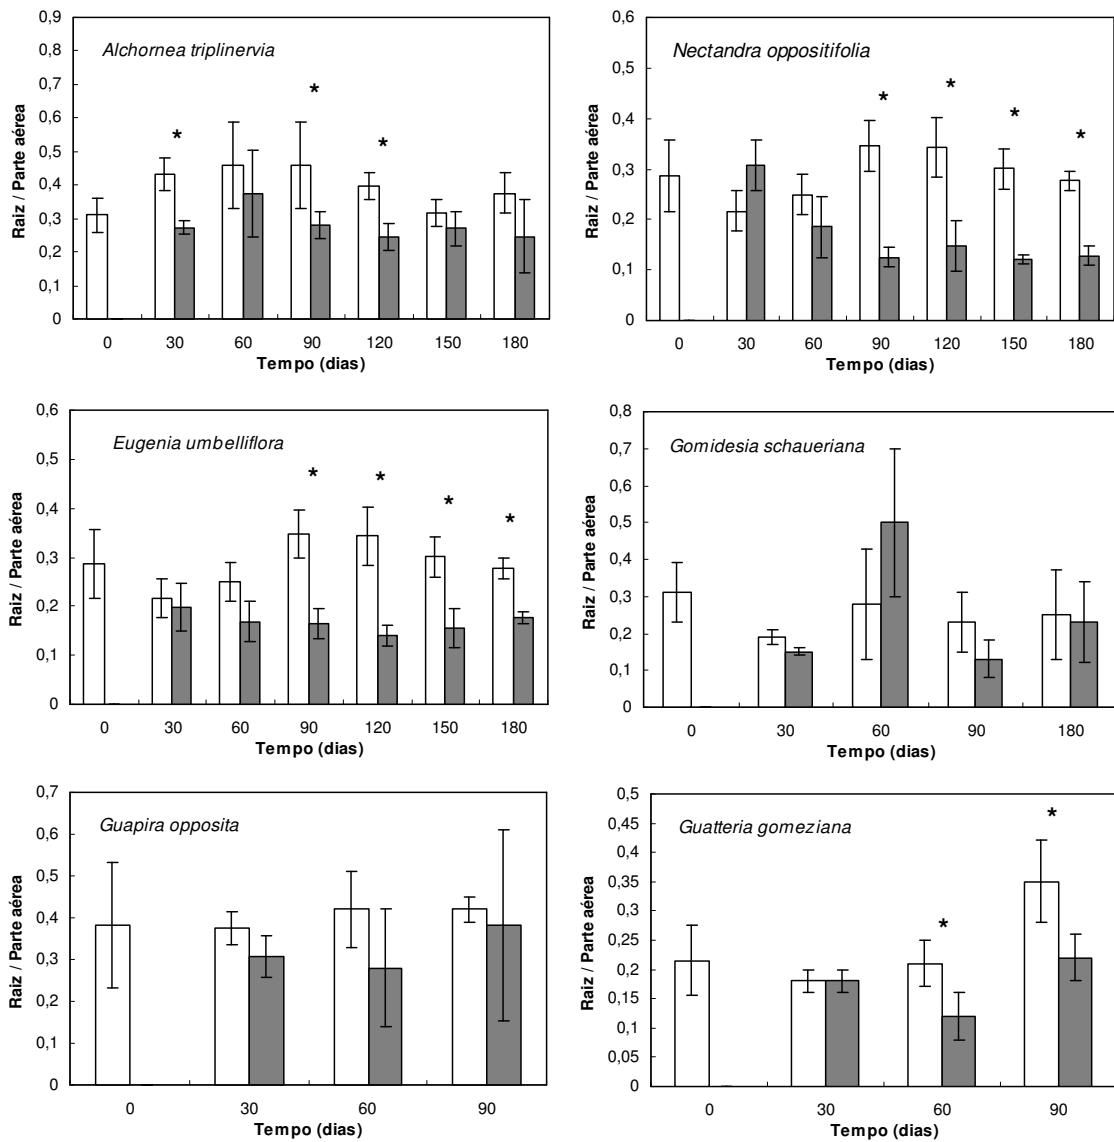 Alchornea triplinervia
Raiz / Parte aérea
0,9
0,8
0,7
0,6
0,5
0,4
0,3
0,2
0,1
0
* * *
0 30 60 90 120 150 180
Tempo (dias)
Nectandra oppositifolia
Raiz / Parte aérea
0,6
0,5
0,4
0,3
0,2
0,1
0
* * * *
0 30 60 90 120 150 180
Tempo (dias)
Eugenia umbelliflora
Raiz / Parte aérea
0,6
0,5
0,4
0,3
0,2
0,1
0
* * * *
0 30 60 90 120 150 180
Tempo (dias)
Gomidesia schaueriana
Raiz / Parte aérea
0,8
0,7
0,6
0,5
0,4
0,3
0,2
0,1
0
0 30 60 90 180
Tempo (dias)
Guapira opposita
Raiz / Parte aérea
0,7
0,6
0,5
0,4
0,3
0,2
0,1
0
0 30 60 90
Tempo (dias)
Guatteria gomeziana
Raiz / Parte aérea
0,5
0,45
0,4
0,35
0,3
0,25
0,2
0,15
0,1
0,05
0
* *
0 30 60 90
Tempo (dias)